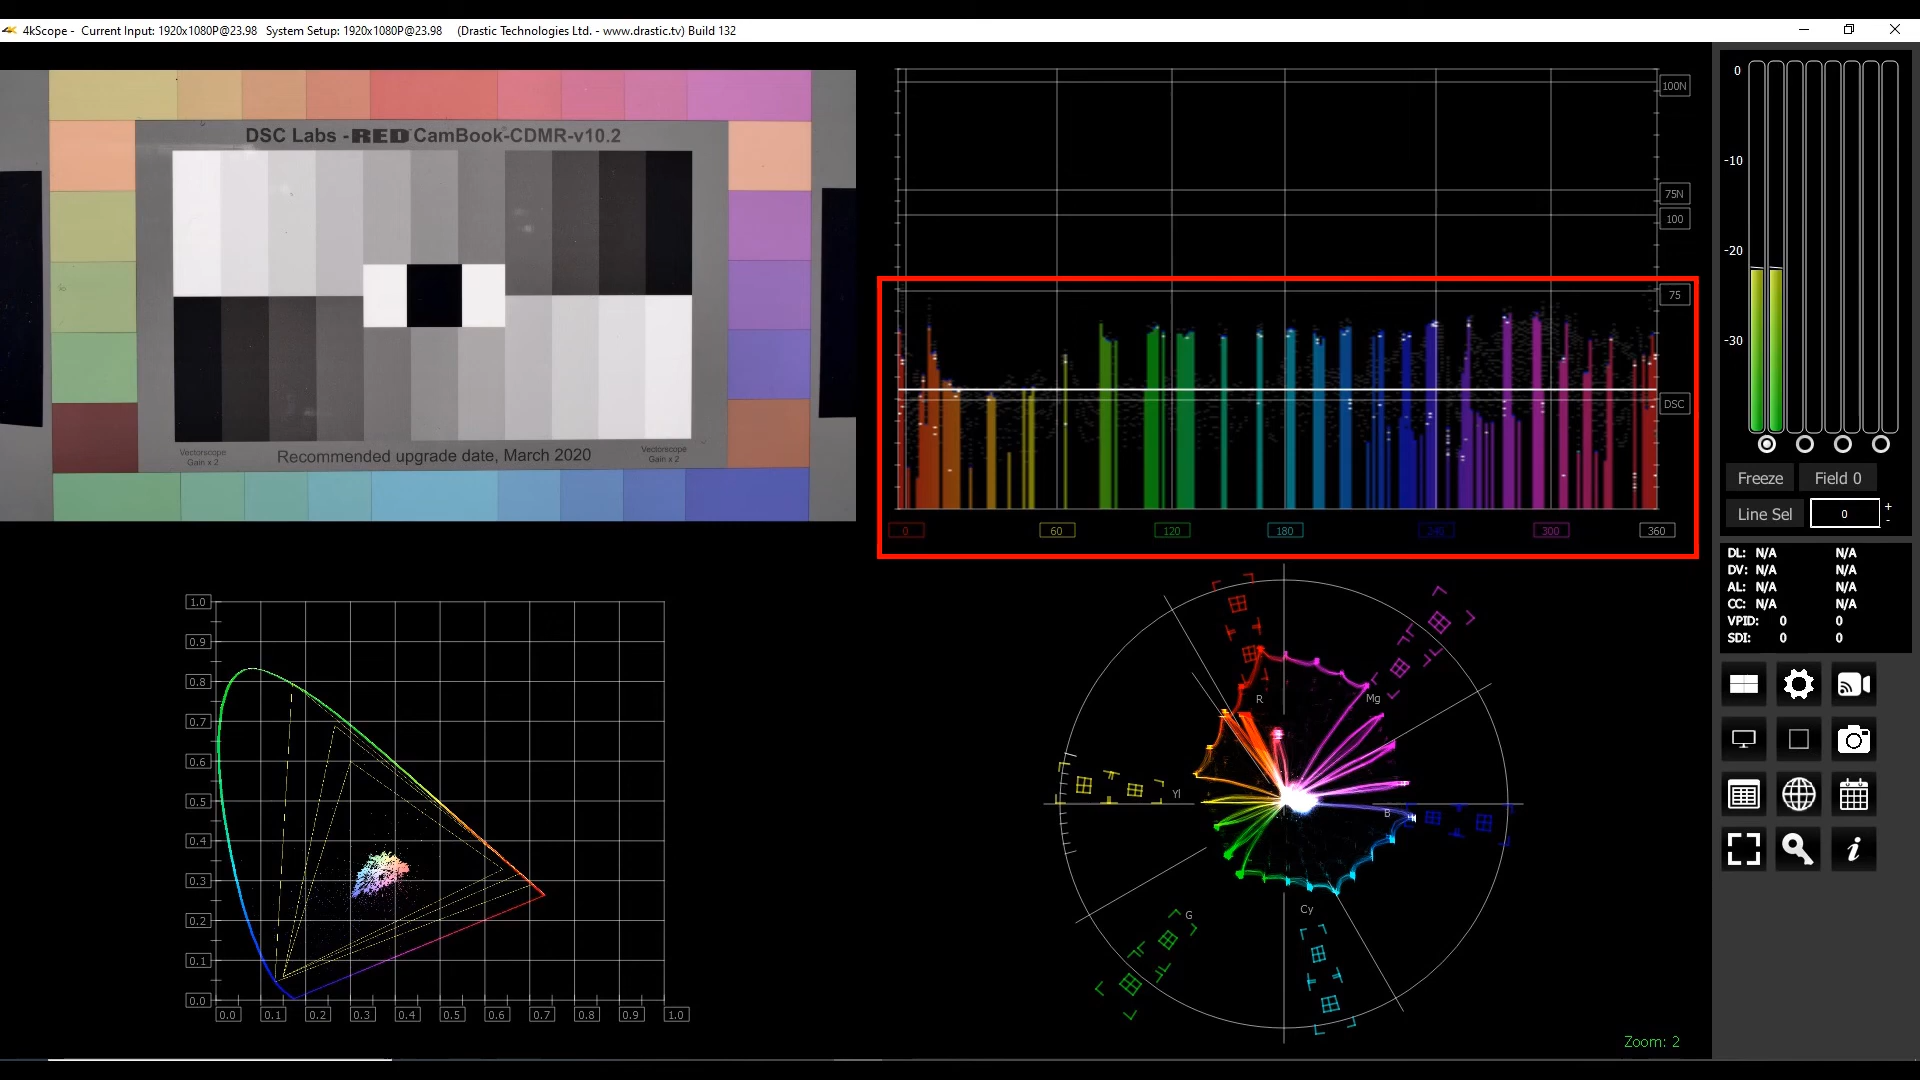 4kScope - Current Input: 1920x1080P@23.98 System Setup: 1920x1080P@23.98 (Drastic Technologies Ltd. - www.drastic.tv) Build 132
DSC Labs - RED CamBook-CDMR-v10.2
Vectorscope
Gain x 2
Recommended upgrade date, March 2020
Vectorscope
Gain x 2
100N
75N
100
75
DSC
0 60 120 180 240 300 360
0
-10
-20
-30
Freeze Field 0
Line Sel 0 + -
DL: N/A N/A
DV: N/A N/A
AL: N/A N/A
CC: N/A N/A
VPID: 0 0
SDI: 0 0
1.0
0.9
0.8
0.7
0.6
0.5
0.4
0.3
0.2
0.1
0.0
0.0 0.1 0.2 0.3 0.4 0.5 0.6 0.7 0.8 0.9 1.0
R
Mg
Yl
B
G
Cy
Zoom: 2
i